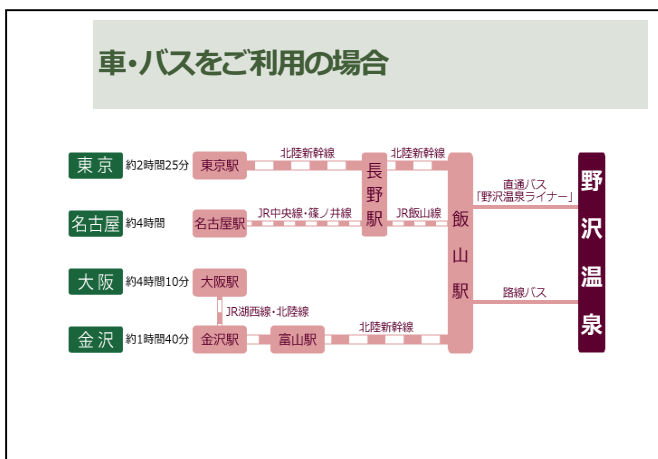 車・バスをご利用の場合
東京 約2時間25分 東京駅 北陸新幹線 長野駅 北陸新幹線 飯山駅
直通バス
「野沢温泉ライナー」
野沢温泉
名古屋 約4時間 名古屋駅 JR中央線・篠ノ井線 JR飯山線
大阪 約4時間10分 大阪駅
路線バス
JR湖西線・北陸線
金沢 約1時間40分 金沢駅 富山駅 北陸新幹線